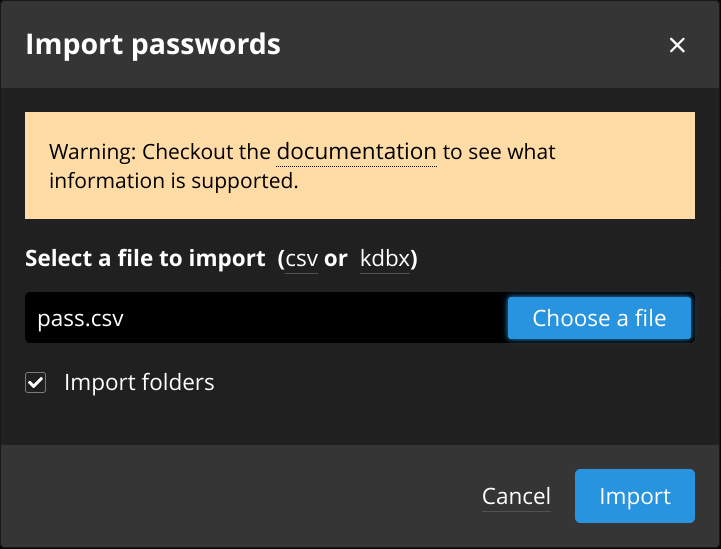 Import passwords
Warning: Checkout the documentation to see what
information is supported.
Select a file to import (csv or kdbx)
pass.csv
Choose a file
Import folders
Cancel
Import